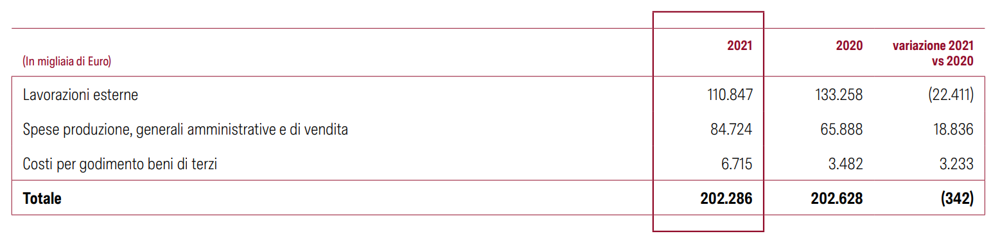 (In migliaia di Euro) 2021 2020 variazione 2021
vs 2020
Lavorazioni esterne 110.847 133.258 (22.411)
Spese produzione, generali amministrative e di vendita 84.724 65.888 18.836
Costi per godimento beni di terzi 6.715 3.482 3.233
Totale 202.286 202.628 (342)